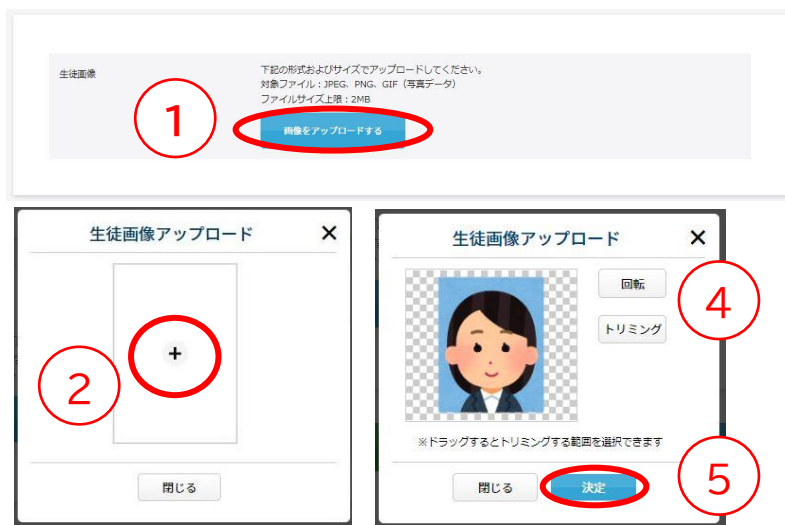 生徒画像
下記の形式およびサイズでアップロードしてください。
対象ファイル：JPEG、PNG、GIF（写真データ）
ファイルサイズ上限：2MB
画像をアップロードする
1
生徒画像アップロード ×
+
2
閉じる
生徒画像アップロード ×
回転
トリミング
4
※ドラッグするとトリミングする範囲を選択できます
閉じる 決定
5